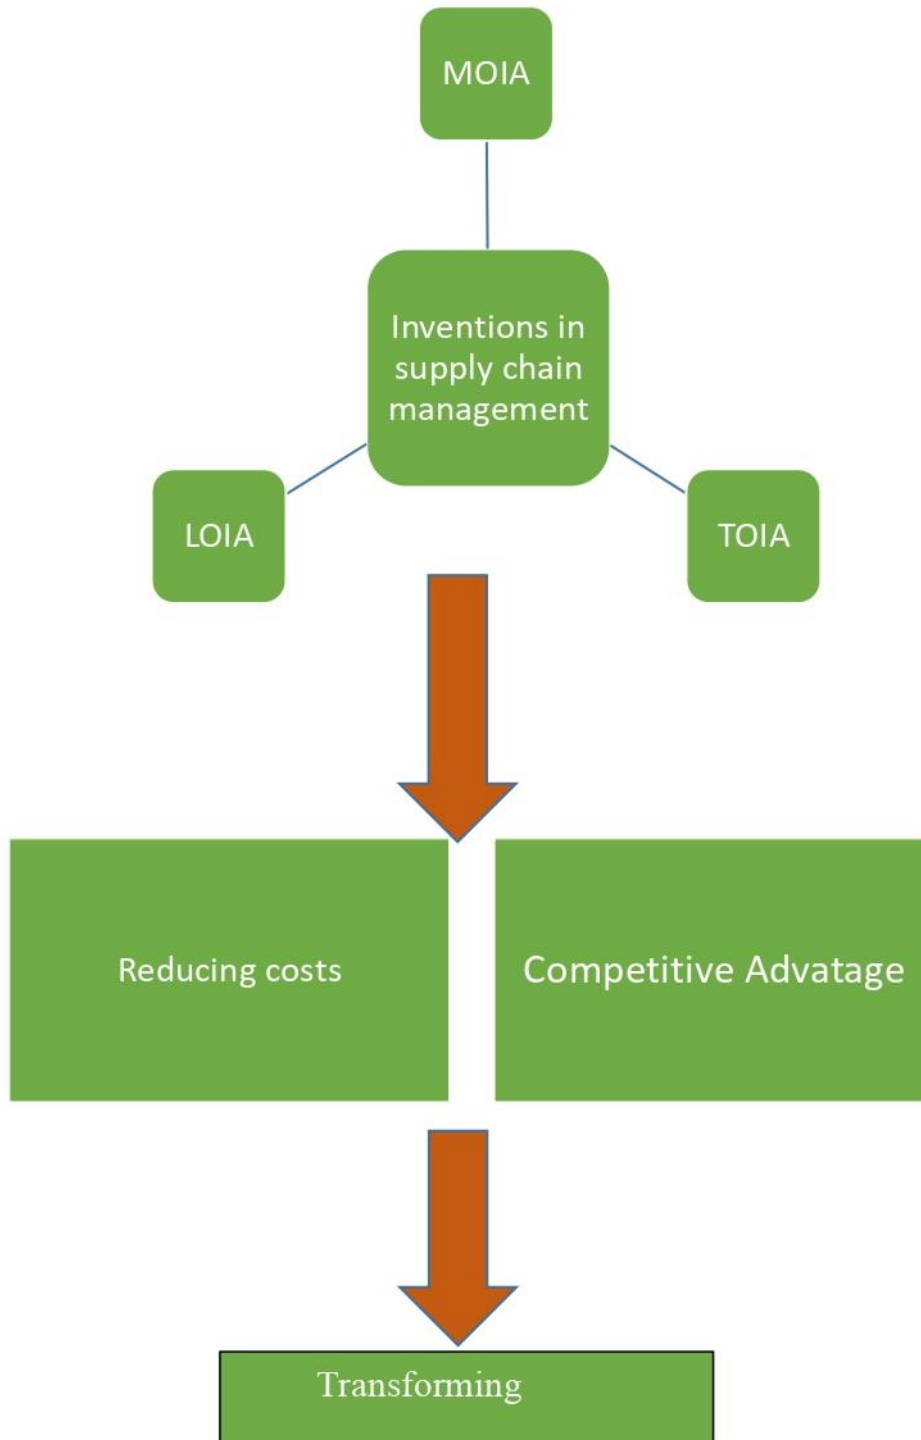 MOIA
Inventions in
supply chain
management
LOIA
TOIA
Reducing costs
Competitive Advatage
Transforming